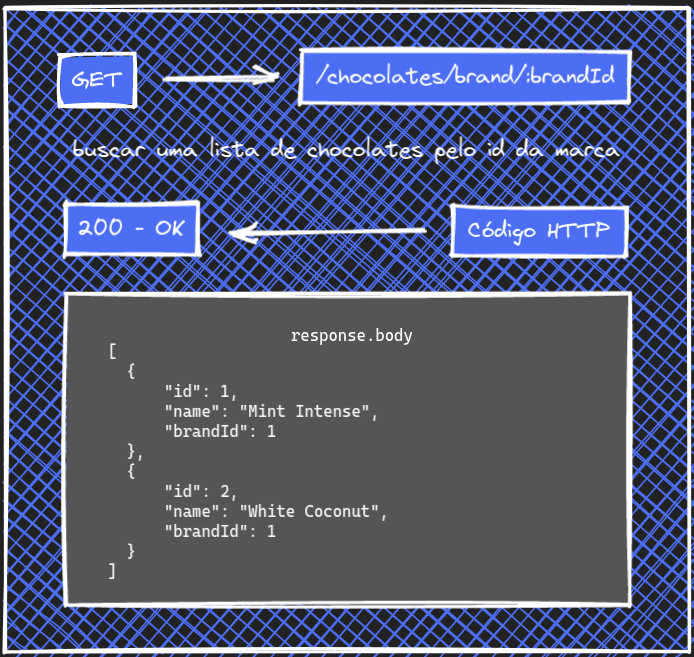 GET
/chocolates/brand/:brandId
buscar uma lista de chocolates pelo id da marca
200 - OK
Código HTTP
response.body
[
{
"id": 1,
"name": "Mint Intense",
"brandId": 1
},
{
"id": 2,
"name": "White Coconut",
"brandId": 1
}
]